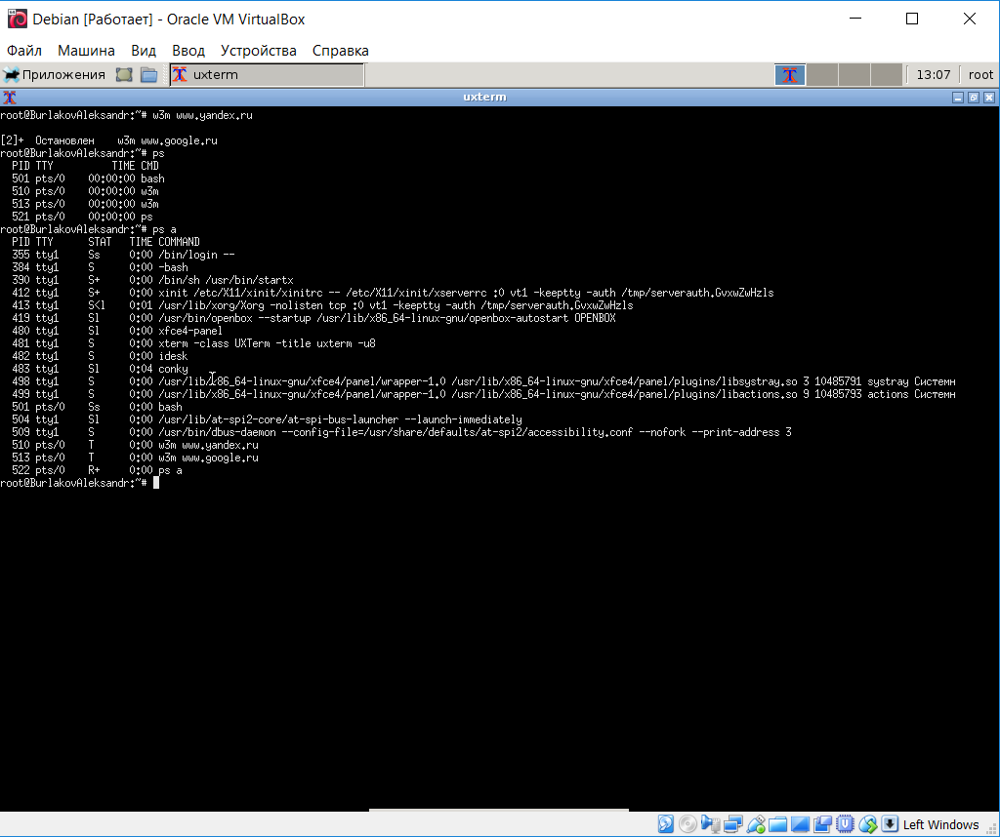 Debian [Работает] - Oracle VM VirtualBox
Файл Машина Вид Ввод Устройства Справка
Приложения uxterm 13:07 root
uxterm
root@BurlakovAleksandr:~# w3m www.yandex.ru
[2]+ Остановлен w3m www.google.ru
root@BurlakovAleksandr:~# ps
PID TTY TIME CMD
501 pts/0 00:00:00 bash
510 pts/0 00:00:00 w3m
513 pts/0 00:00:00 w3m
521 pts/0 00:00:00 ps
root@BurlakovAleksandr:~# ps a
PID TTY STAT TIME COMMAND
355 tty1 Ss 0:00 /bin/login --
384 tty1 S 0:00 -bash
390 tty1 S+ 0:00 /bin/sh /usr/bin/startx
412 tty1 S+ 0:00 xinit /etc/X11/xinit/xinitrc -- /etc/X11/xinit/xserverrc :0 vt1 -keeptty -auth /tmp/serverauth.GvxwZwHzls
413 tty1 S<l 0:01 /usr/lib/xorg/Xorg -nolisten tcp :0 vt1 -keeptty -auth /tmp/serverauth.GvxwZwHzls
419 tty1 Sl 0:00 /usr/bin/openbox --startup /usr/lib/x86_64-linux-gnu/openbox-autostart OPENBOX
480 tty1 Sl 0:00 xfce4-panel
481 tty1 S 0:00 xterm -class UXTerm -title uxterm -u8
482 tty1 S 0:00 idesk
483 tty1 Sl 0:04 conky
498 tty1 S 0:00 /usr/lib/x86_64-linux-gnu/xfce4/panel/wrapper-1.0 /usr/lib/x86_64-linux-gnu/xfce4/panel/plugins/libsystray.so 3 10485791 systray Системн
499 tty1 S 0:00 /usr/lib/x86_64-linux-gnu/xfce4/panel/wrapper-1.0 /usr/lib/x86_64-linux-gnu/xfce4/panel/plugins/libactions.so 9 10485793 actions Системн
501 pts/0 Ss 0:00 bash
504 tty1 Sl 0:00 /usr/lib/at-spi2-core/at-spi-bus-launcher --launch-immediately
509 tty1 S 0:00 /usr/bin/dbus-daemon --config-file=/usr/share/defaults/at-spi2/accessibility.conf --nofork --print-address 3
510 pts/0 T 0:00 w3m www.yandex.ru
513 pts/0 T 0:00 w3m www.google.ru
522 pts/0 R+ 0:00 ps a
root@BurlakovAleksandr:~#
Left Windows